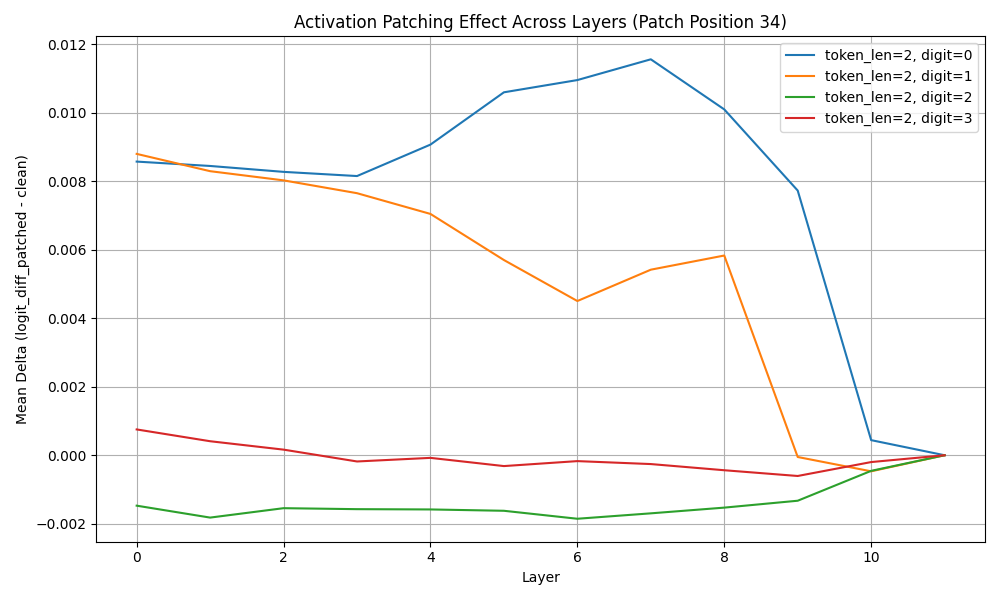 Activation Patching Effect Across Layers (Patch Position 34)
token_len=2, digit=0
token_len=2, digit=1
token_len=2, digit=2
token_len=2, digit=3
Mean Delta (logit_diff_patched - clean)
0.012
0.010
0.008
0.006
0.004
0.002
0.000
−0.002
0 2 4 6 8 10
Layer